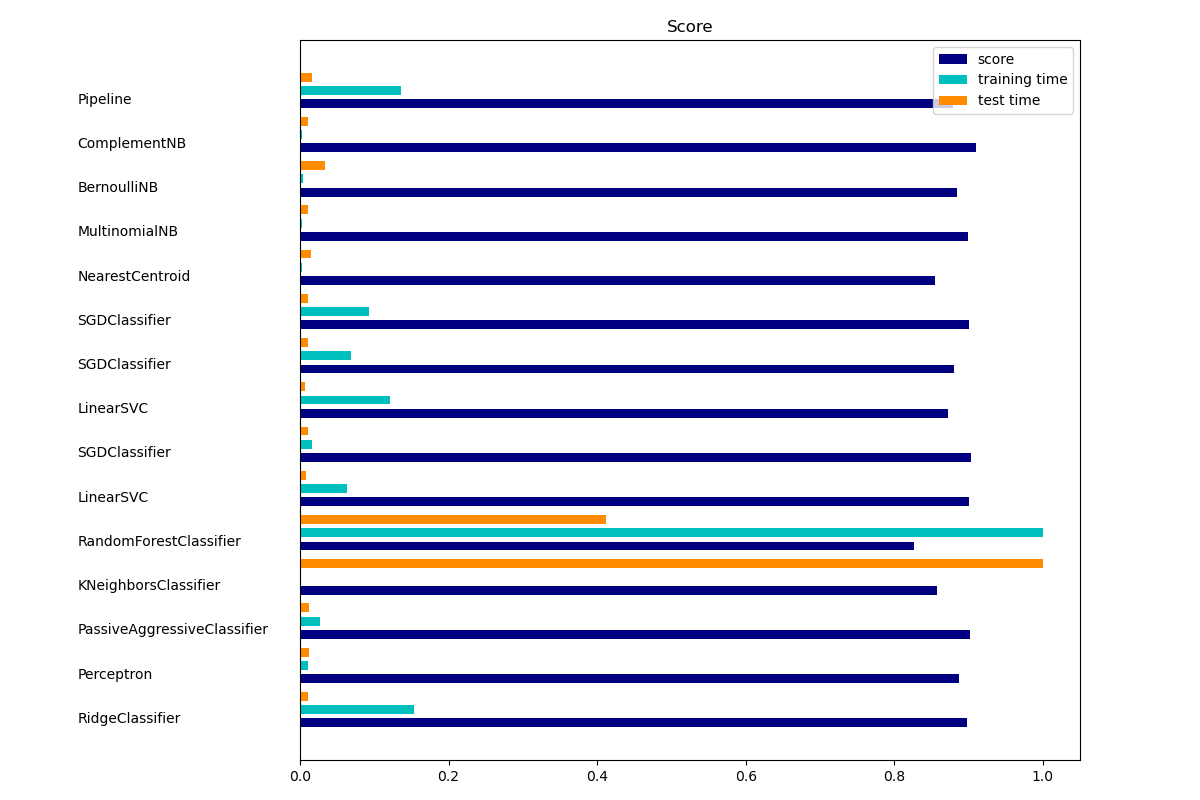 Score
score
training time
test time
Pipeline
ComplementNB
BernoulliNB
MultinomialNB
NearestCentroid
SGDClassifier
SGDClassifier
LinearSVC
SGDClassifier
LinearSVC
RandomForestClassifier
KNeighborsClassifier
PassiveAggressiveClassifier
Perceptron
RidgeClassifier
0.0 0.2 0.4 0.6 0.8 1.0